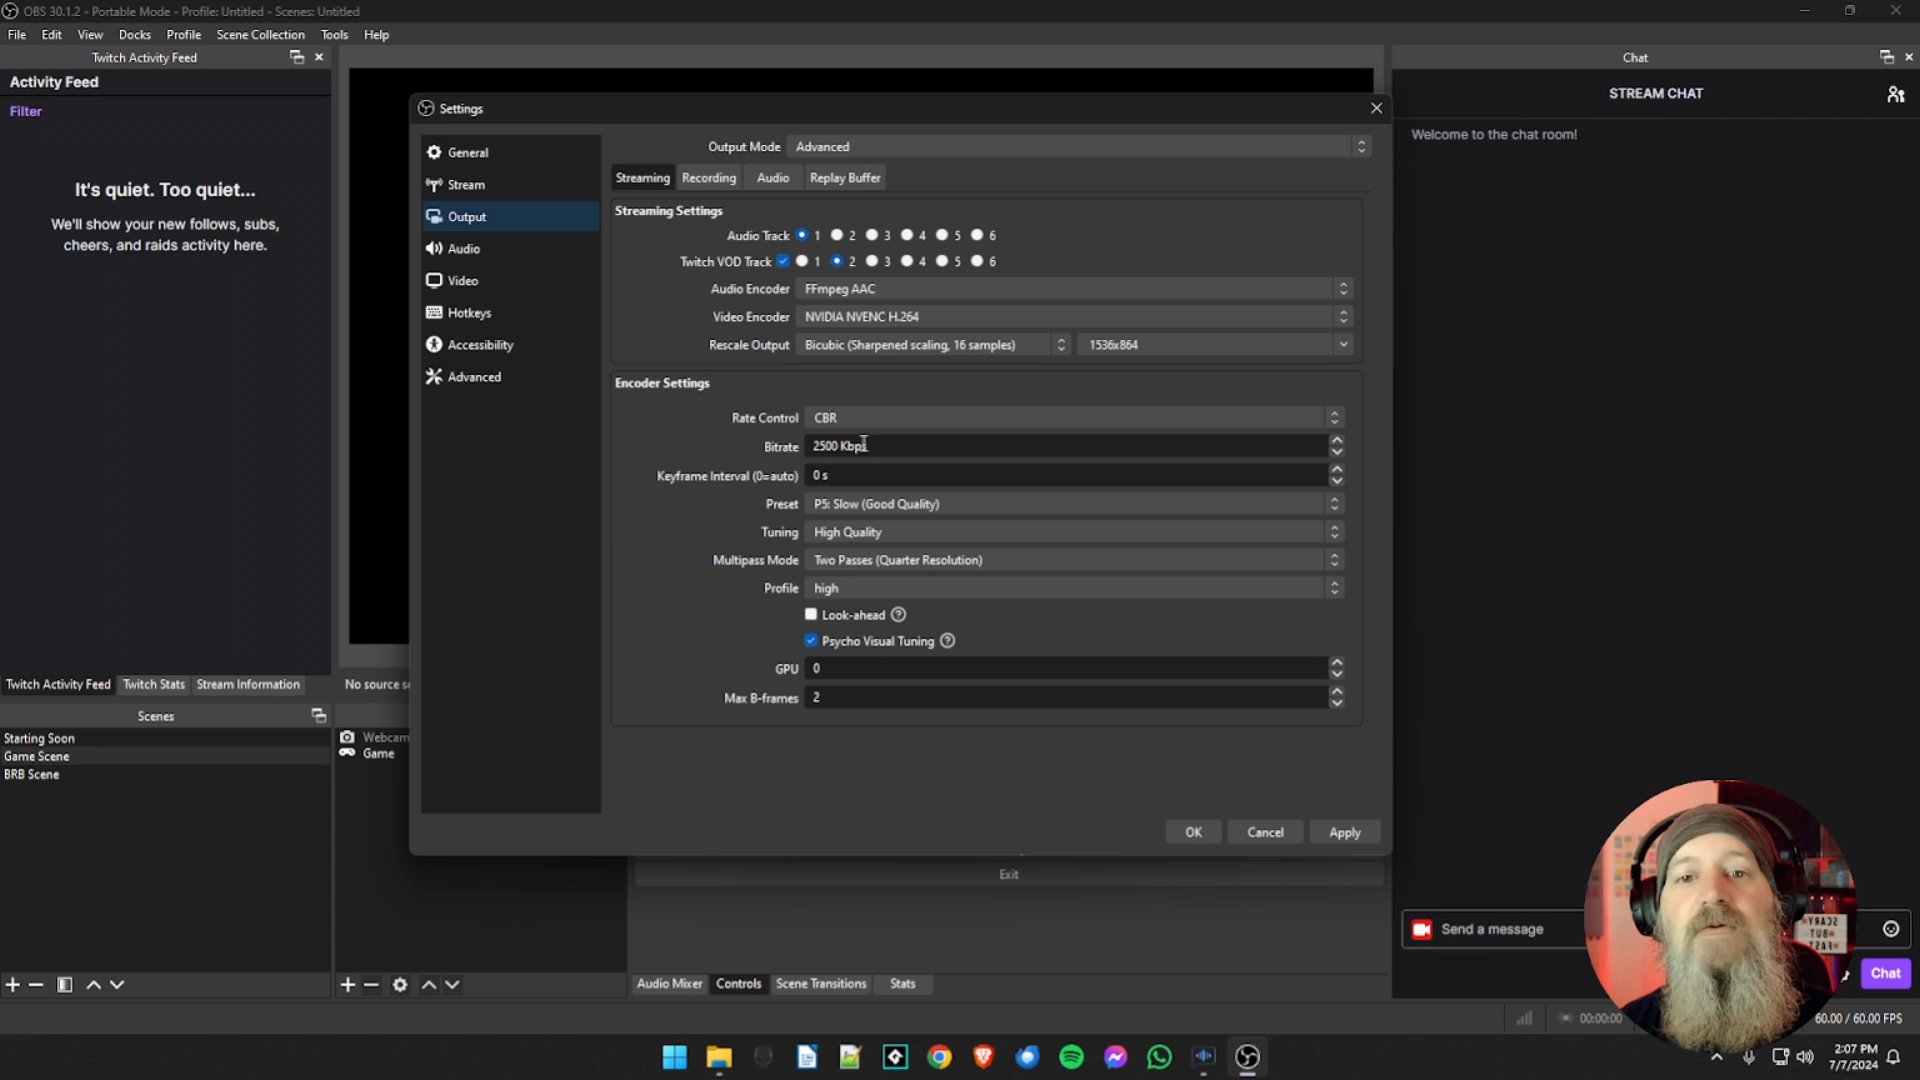 OBS 30.1.2 - Portable Mode - Profile: Untitled - Scenes: Untitled
File Edit View Docks Profile Scene Collection Tools Help
Twitch Activity Feed
Activity Feed
Filter
It's quiet. Too quiet...
We'll show your new follows, subs,
cheers, and raids activity here.
Twitch Activity Feed Twitch Stats Stream Information
Scenes
Starting Soon
Game Scene
BRB Scene
No source s
Webcam
Game
Settings
General
Stream
Output
Audio
Video
Hotkeys
Accessibility
Advanced
Output Mode Advanced
Streaming Recording Audio Replay Buffer
Streaming Settings
Audio Track 1 2 3 4 5 6
Twitch VOD Track 1 2 3 4 5 6
Audio Encoder FFmpeg AAC
Video Encoder NVIDIA NVENC H.264
Rescale Output Bicubic (Sharpened scaling, 16 samples) 1536x864
Encoder Settings
Rate Control CBR
Bitrate 2500 Kbps
Keyframe Interval (0=auto) 0 s
Preset P5: Slow (Good Quality)
Tuning High Quality
Multipass Mode Two Passes (Quarter Resolution)
Profile high
Look-ahead ?
Psycho Visual Tuning ?
GPU 0
Max B-frames 2
OK Cancel Apply
Exit
Audio Mixer Controls Scene Transitions Stats
Chat
STREAM CHAT
Welcome to the chat room!
Send a message
Chat
SCARY
BUT
FAST
00:00:00
60.00 / 60.00 FPS
2:07 PM
7/7/2024